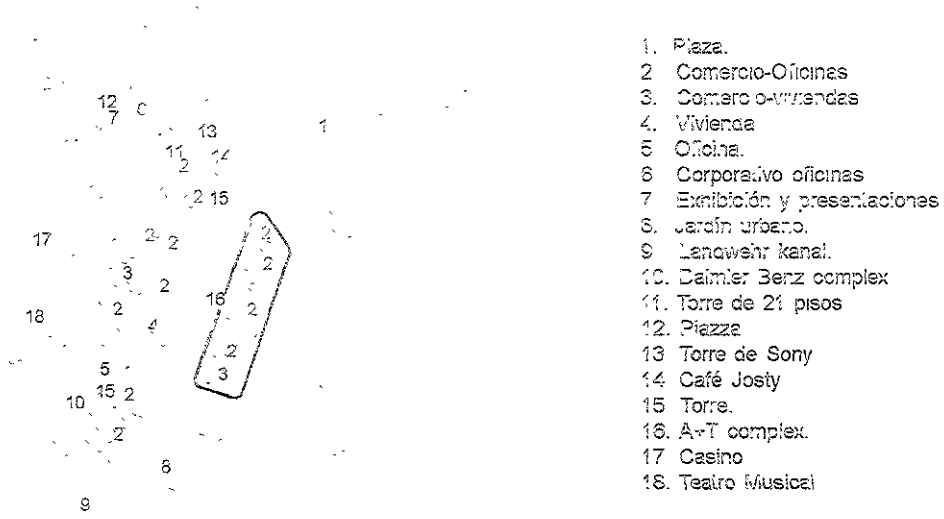 12
7 6
13
1
11 14
2
2 15
17
2 2
2
3
2
2
16
2
2
18
4
2
5
3
15 2
10
2
8
9
1. Plaza.
2 Comercio-Oficinas
3. Comercio-viviendas
4. Vivienda
5 Oficina.
6 Corporativo oficinas
7 Exhibición y presentaciones
8. Jardín urbano.
9 Landwehr kanal.
10. Daimler Benz complex
11. Torre de 21 pisos
12. Piazza
13 Torre de Sony
14 Café Josty
15 Torre.
16. A+T complex.
17 Casino
18. Teatro Musical